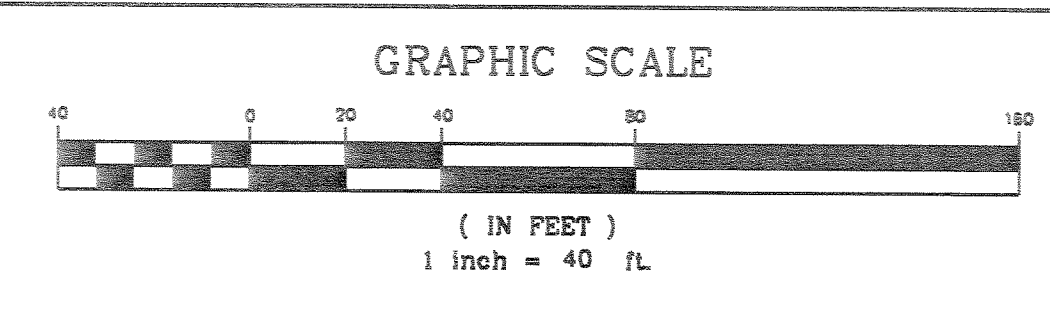 GRAPHIC SCALE
40 0 20 40 80 160
( IN FEET )
1 inch = 40 ft.